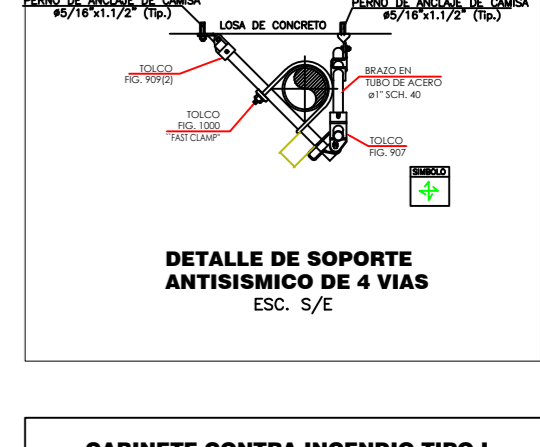 PERNO DE ANCLAJE DE CAMISA
ø5/16"x1.1/2" (Tip.)
PERNO DE ANCLAJE DE CAMISA
ø5/16"x1.1/2" (Tip.)
LOSA DE CONCRETO
TOLCO
FIG. 909(2)
TOLCO
FIG. 1000
"FAST CLAMP"
BRAZO EN
TUBO DE ACERO
ø1" SCH. 40
TOLCO
FIG. 907
SIMBOLO
DETALLE DE SOPORTE
ANTISISMICO DE 4 VIAS
ESC. S/E
GABINETE CONTRA INCENDIO TIPO I